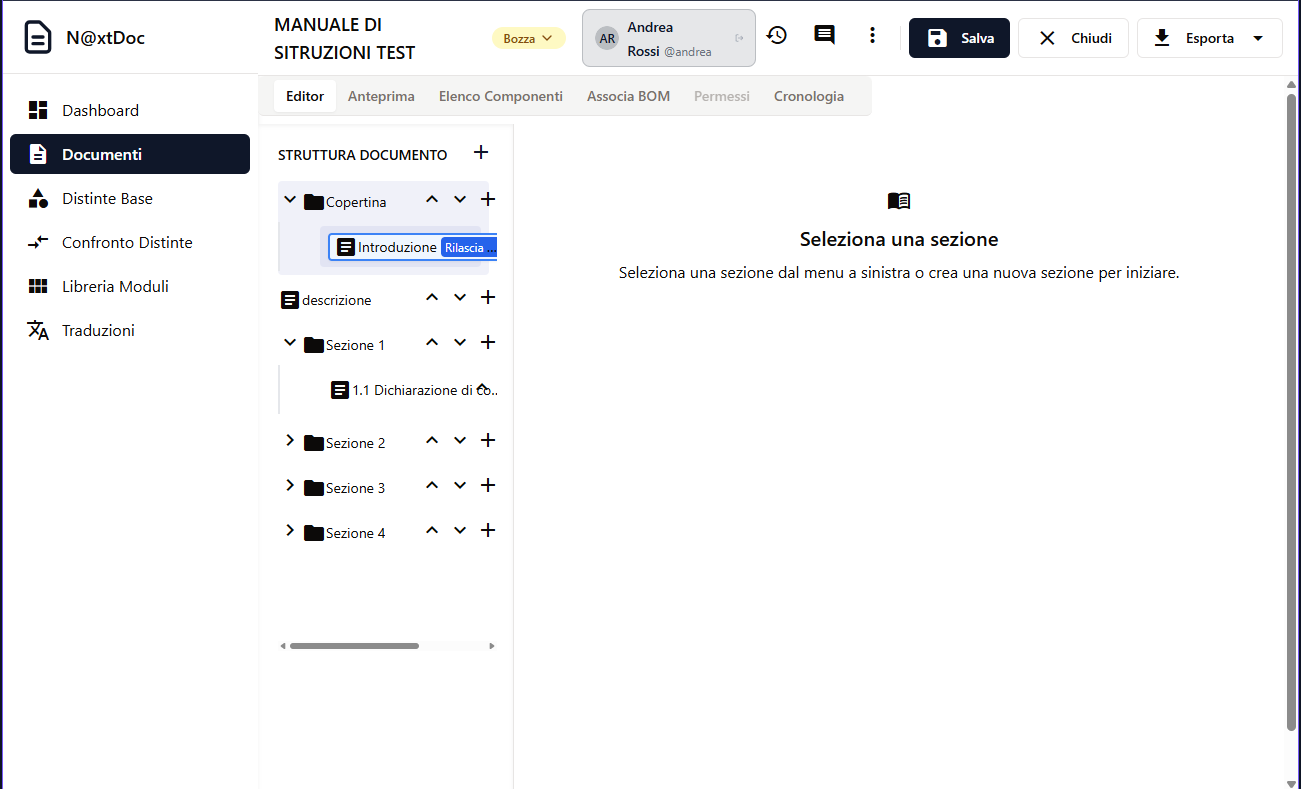 N@xtDoc
MANUALE DI
SITRUZIONI TEST
Bozza
AR
Andrea
Rossi @andrea
Salva
Chiudi
Esporta
Dashboard
Documenti
Distinte Base
Confronto Distinte
Libreria Moduli
Traduzioni
Editor
Anteprima
Elenco Componenti
Associa BOM
Permessi
Cronologia
STRUTTURA DOCUMENTO
Copertina
Introduzione
Rilascia ...
descrizione
Sezione 1
1.1 Dichiarazione di co..
Sezione 2
Sezione 3
Sezione 4
Seleziona una sezione
Seleziona una sezione dal menu a sinistra o crea una nuova sezione per iniziare.